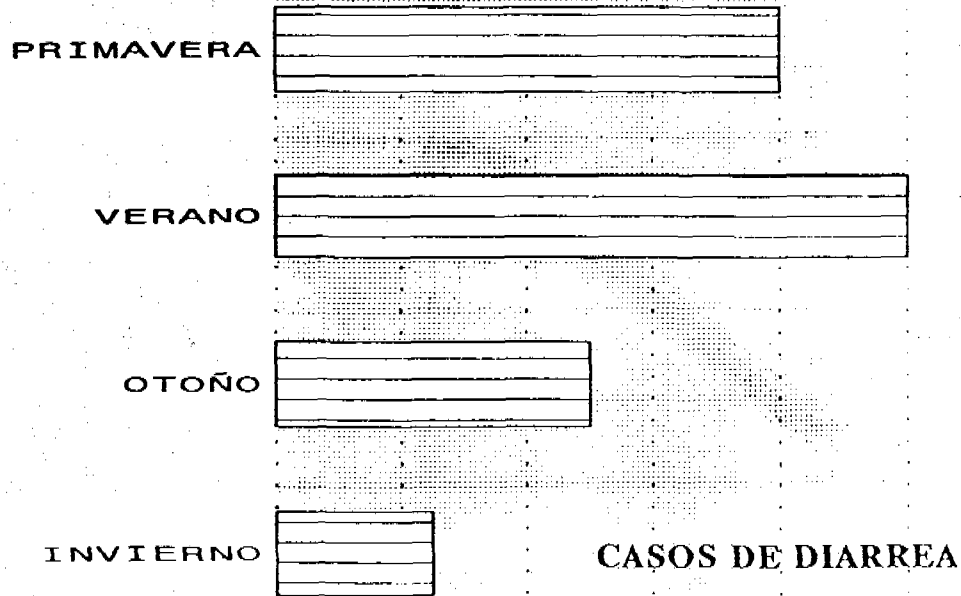 PRIMAVERA
VERANO
OTOÑO
INVIERNO
CASOS DE DIARREA